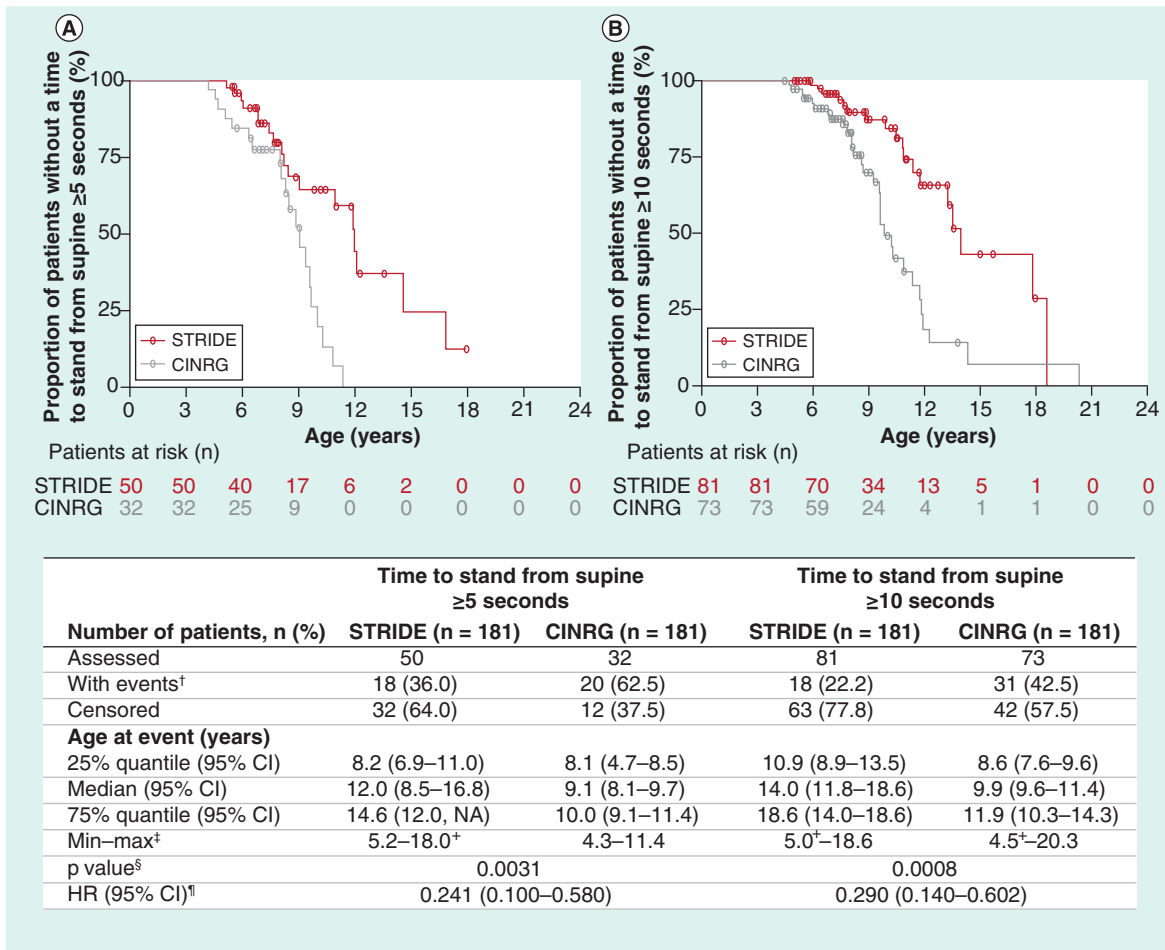 A
Proportion of patients without a time
to stand from supine ≥5 seconds (%)
100
75
50
25
0
STRIDE
CINRG
0 3 6 9 12 15 18 21 24
Age (years)
Patients at risk (n)
STRIDE 50 50 40 17 6 2 0 0 0
CINRG 32 32 25 9 0 0 0 0 0
B
Proportion of patients without a time
to stand from supine ≥10 seconds (%)
100
75
50
25
0
STRIDE
CINRG
0 3 6 9 12 15 18 21 24
Age (years)
Patients at risk (n)
STRIDE 81 81 70 34 13 5 1 0 0
CINRG 73 73 59 24 4 1 1 0 0
Time to stand from supine Time to stand from supine
≥5 seconds ≥10 seconds
Number of patients, n (%) STRIDE (n = 181) CINRG (n = 181) STRIDE (n = 181) CINRG (n = 181)
Assessed 50 32 81 73
With events† 18 (36.0) 20 (62.5) 18 (22.2) 31 (42.5)
Censored 32 (64.0) 12 (37.5) 63 (77.8) 42 (57.5)
Age at event (years)
25% quantile (95% CI) 8.2 (6.9–11.0) 8.1 (4.7–8.5) 10.9 (8.9–13.5) 8.6 (7.6–9.6)
Median (95% CI) 12.0 (8.5–16.8) 9.1 (8.1–9.7) 14.0 (11.8–18.6) 9.9 (9.6–11.4)
75% quantile (95% CI) 14.6 (12.0, NA) 10.0 (9.1–11.4) 18.6 (14.0–18.6) 11.9 (10.3–14.3)
Min–max‡ 5.2–18.0⁺ 4.3–11.4 5.0⁺–18.6 4.5⁺–20.3
p value§ 0.0031 0.0008
HR (95% CI)¶ 0.241 (0.100–0.580) 0.290 (0.140–0.602)